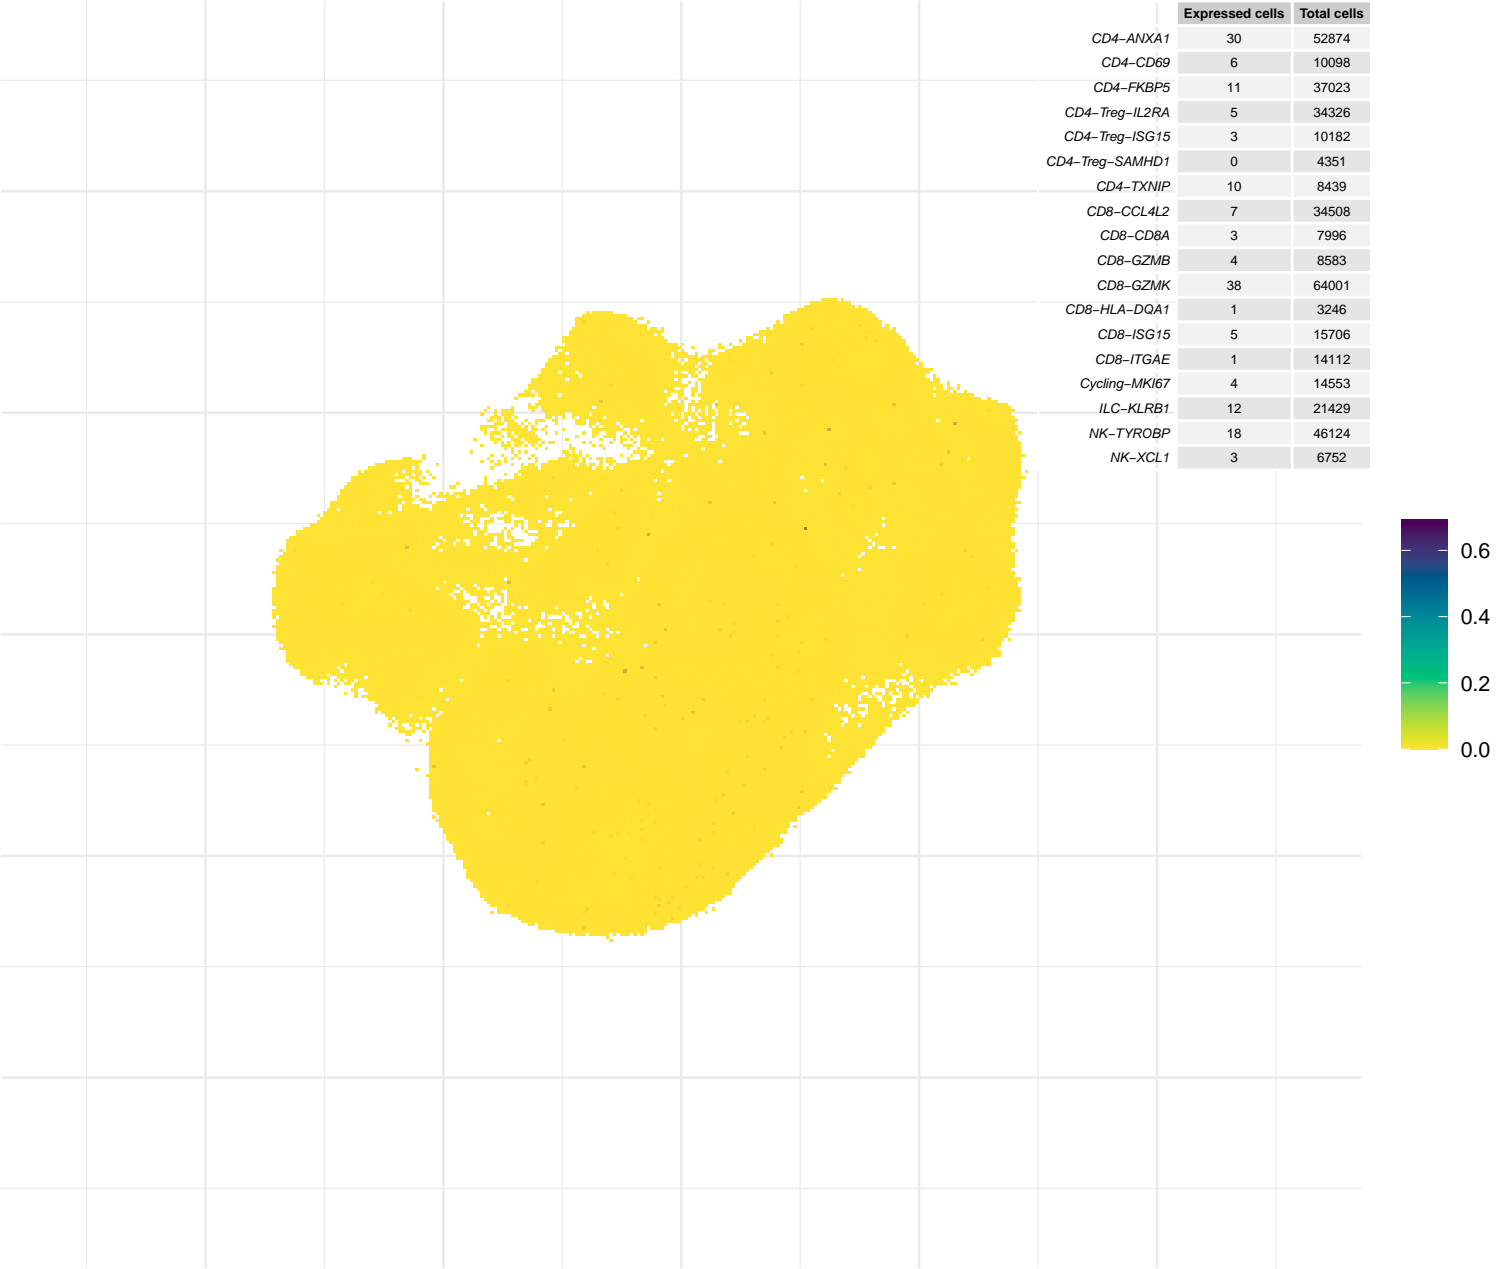 Expressed cells Total cells
CD4−ANXA1 30 52874
CD4−CD69 6 10098
CD4−FKBP5 11 37023
CD4−Treg−IL2RA 5 34326
CD4−Treg−ISG15 3 10182
CD4−Treg−SAMHD1 0 4351
CD4−TXNIP 10 8439
CD8−CCL4L2 7 34508
CD8−CD8A 3 7996
CD8−GZMB 4 8583
CD8−GZMK 38 64001
CD8−HLA−DQA1 1 3246
CD8−ISG15 5 15706
CD8−ITGAE 1 14112
Cycling−MKI67 4 14553
ILC−KLRB1 12 21429
NK−TYROBP 18 46124
NK−XCL1 3 6752
0.6
0.4
0.2
0.0